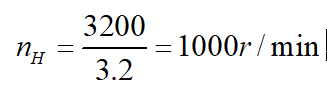 n_H = 3200/3.2 = 1000r/min